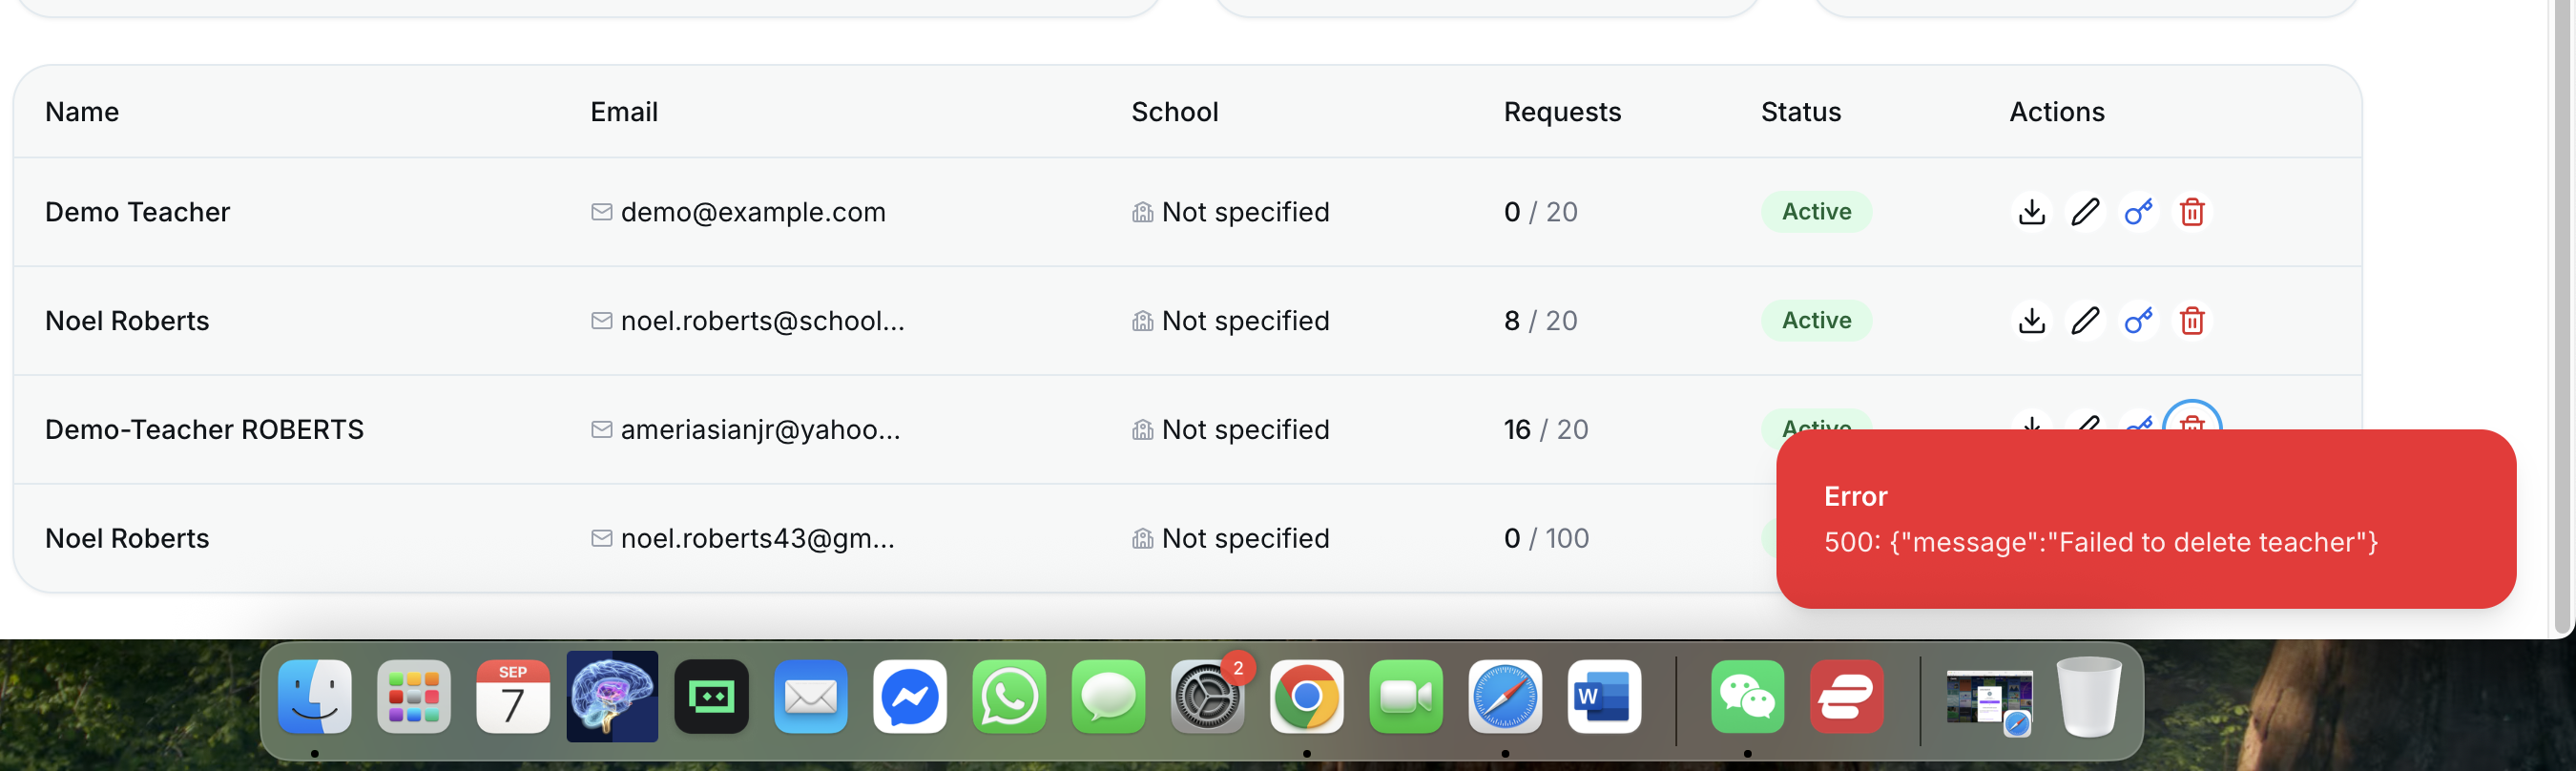 Name Email School Requests Status Actions
Demo Teacher demo@example.com Not specified 0 / 20 Active
Noel Roberts noel.roberts@school... Not specified 8 / 20 Active
Demo-Teacher ROBERTS ameriasianjr@yahoo... Not specified 16 / 20 Active
Noel Roberts noel.roberts43@gm... Not specified 0 / 100
Error
500: {"message":"Failed to delete teacher"}
SEP
7
2
W